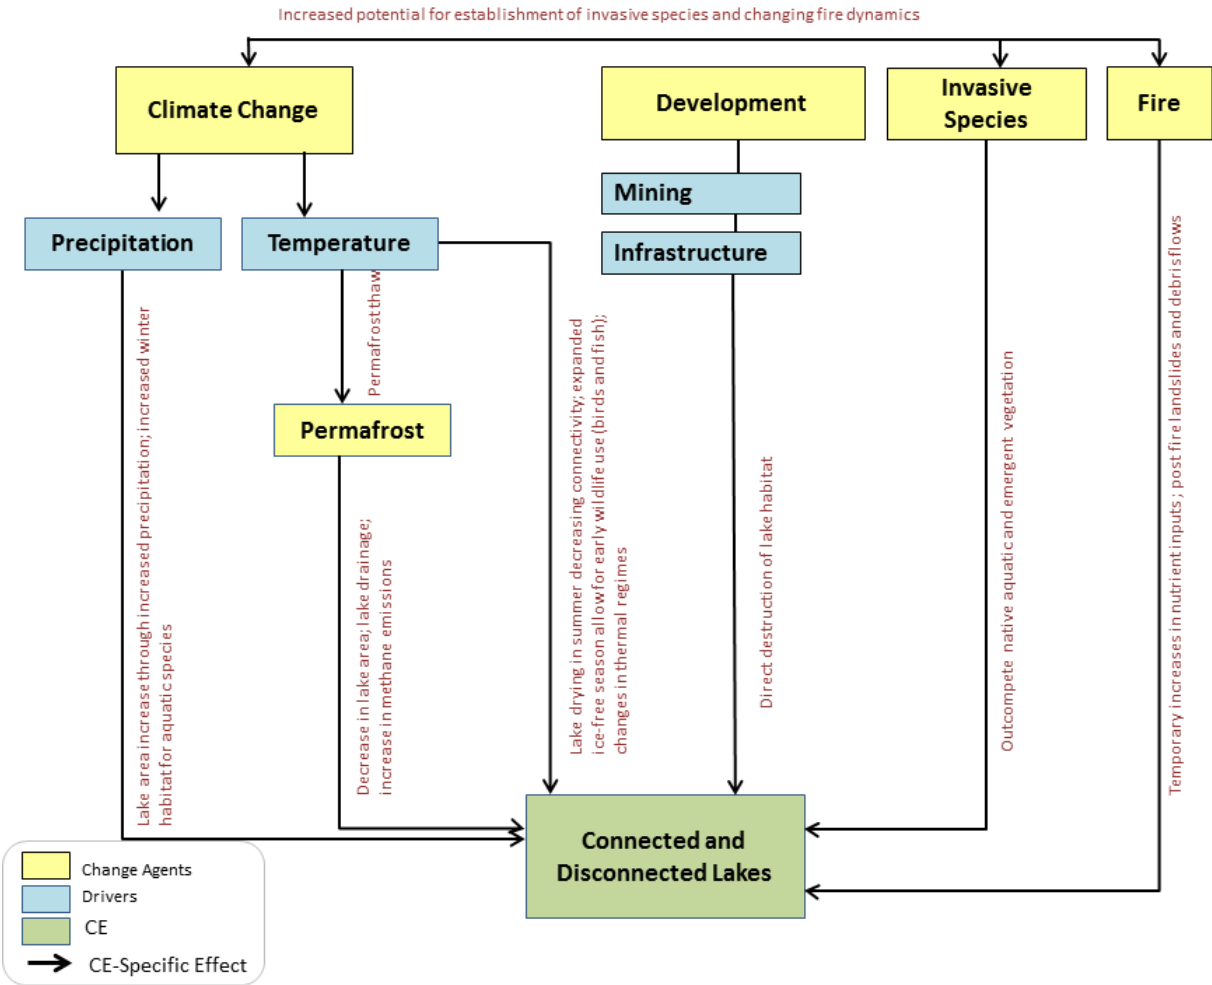 Increased potential for establishment of invasive species and changing fire dynamics
Climate Change
Development
Invasive
Species
Fire
Mining
Precipitation
Temperature
Infrastructure
Permafrost thaw
Permafrost
Lake area increase through increased precipitation; increased winter
habitat for aquatic species
Decrease in lake area; lake drainage;
increase in methane emissions
Lake drying in summer decreasing connectivity; expanded
ice-free season allow for early wildlife use (birds and fish);
changes in thermal regimes
Direct destruction of lake habitat
Outcompete native aquatic and emergent vegetation
Temporary increases in nutrient inputs ; post fire landslides and debris flows
Connected and
Disconnected Lakes
Change Agents
Drivers
CE
CE-Specific Effect